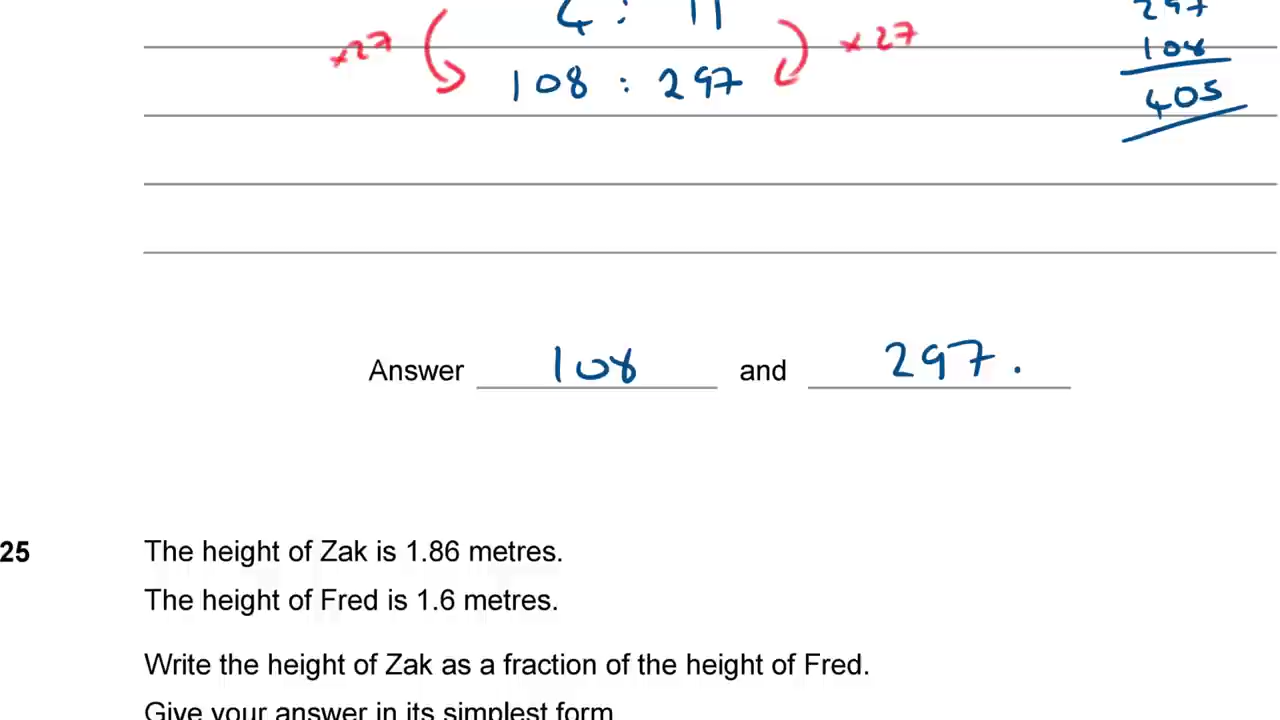 4 : 11
297
×27
×27
108
108 : 297
405
Answer 108 and 297.
25 The height of Zak is 1.86 metres.
The height of Fred is 1.6 metres.
Write the height of Zak as a fraction of the height of Fred.
Give your answer in its simplest form